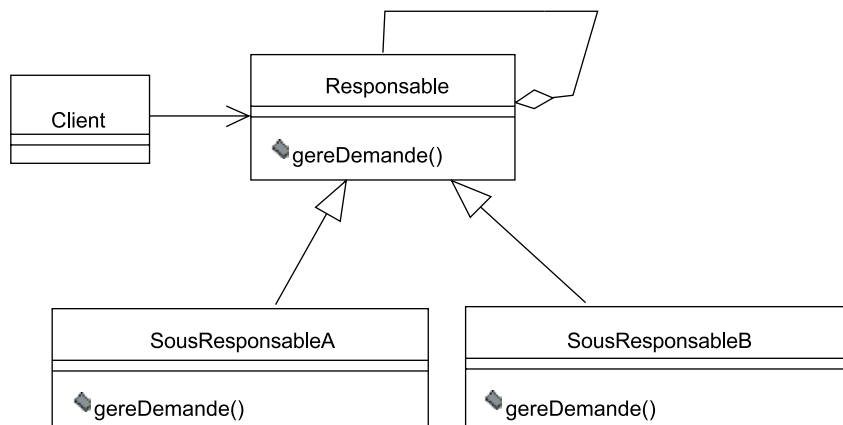 Responsable
Client
gereDemande()
SousResponsableA
SousResponsableB
gereDemande()
gereDemande()